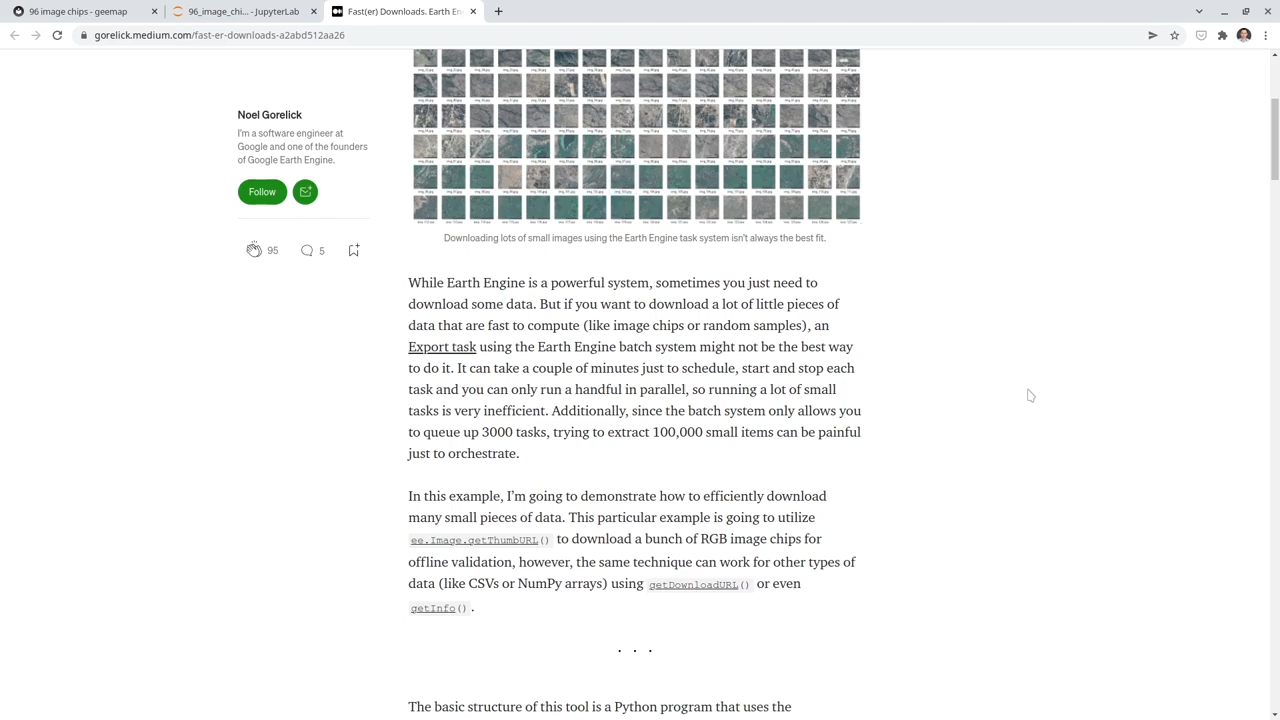 96 image chips - geemap
96_image_chi... - JupyterLab
Fast(er) Downloads. Earth En
gorelick.medium.com/fast-er-downloads-a2abd512aa26
Noel Gorelick
I'm a software engineer at
Google and one of the founders
of Google Earth Engine.
Follow
95
5
Downloading lots of small images using the Earth Engine task system isn't always the best fit.
While Earth Engine is a powerful system, sometimes you just need to
download some data. But if you want to download a lot of little pieces of
data that are fast to compute (like image chips or random samples), an
Export task using the Earth Engine batch system might not be the best way
to do it. It can take a couple of minutes just to schedule, start and stop each
task and you can only run a handful in parallel, so running a lot of small
tasks is very inefficient. Additionally, since the batch system only allows you
to queue up 3000 tasks, trying to extract 100,000 small items can be painful
just to orchestrate.
In this example, I'm going to demonstrate how to efficiently download
many small pieces of data. This particular example is going to utilize
ee.Image.getThumbURL() to download a bunch of RGB image chips for
offline validation, however, the same technique can work for other types of
data (like CSVs or NumPy arrays) using getDownloadURL() or even
getInfo().
. . .
The basic structure of this tool is a Python program that uses the